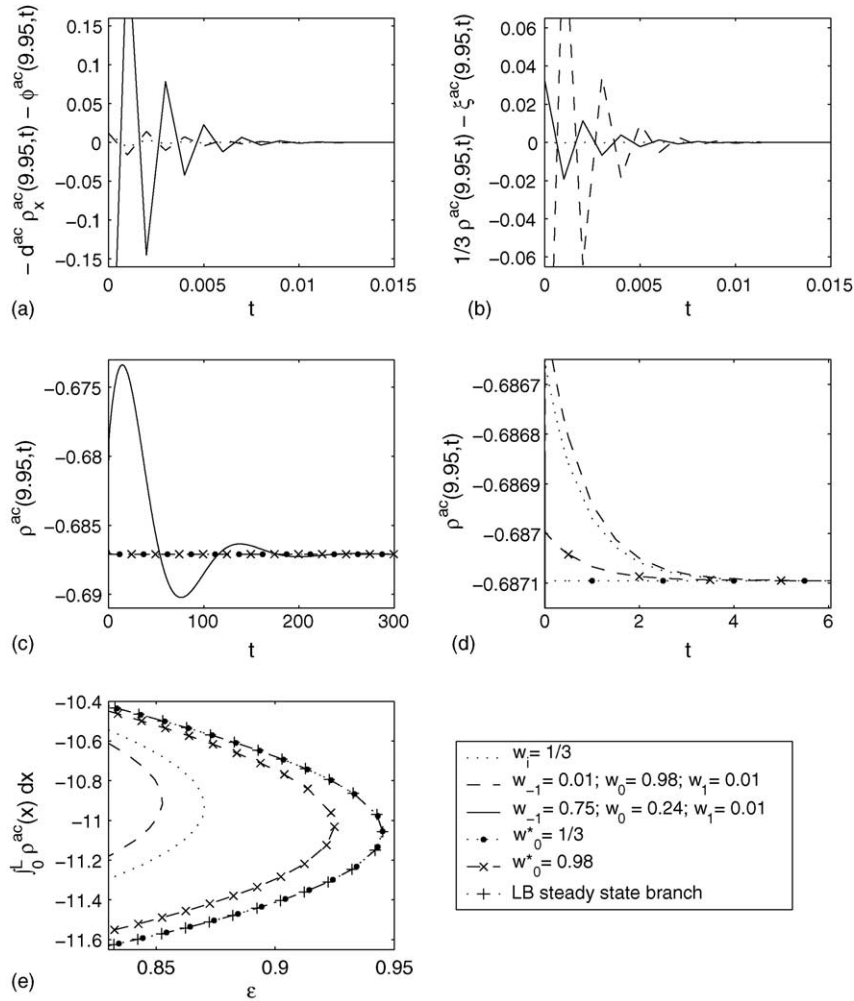 − d^ac ρ_x^ac(9.95,t) − ϕ^ac(9.95,t)
0.15
0.1
0.05
0
−0.05
−0.1
−0.15
0
0.005
0.01
0.015
t
(a)
1/3 ρ^ac(9.95,t) − ξ^ac(9.95,t)
0.06
0.04
0.02
0
−0.02
−0.04
−0.06
0
0.005
0.01
0.015
t
(b)
ρ^ac(9.95,t)
−0.675
−0.68
−0.685
−0.69
0
100
200
300
t
(c)
ρ^ac(9.95,t)
−0.6867
−0.6868
−0.6869
−0.687
−0.6871
0
2
4
6
t
(d)
∫_0^L ρ^ac(x) dx
−10.4
−10.6
−10.8
−11
−11.2
−11.4
−11.6
0.85
0.9
0.95
ε
(e)
w_i = 1/3
w_−1 = 0.01; w_0 = 0.98; w_1 = 0.01
w_−1 = 0.75; w_0 = 0.24; w_1 = 0.01
w*_0 = 1/3
w*_0 = 0.98
LB steady state branch